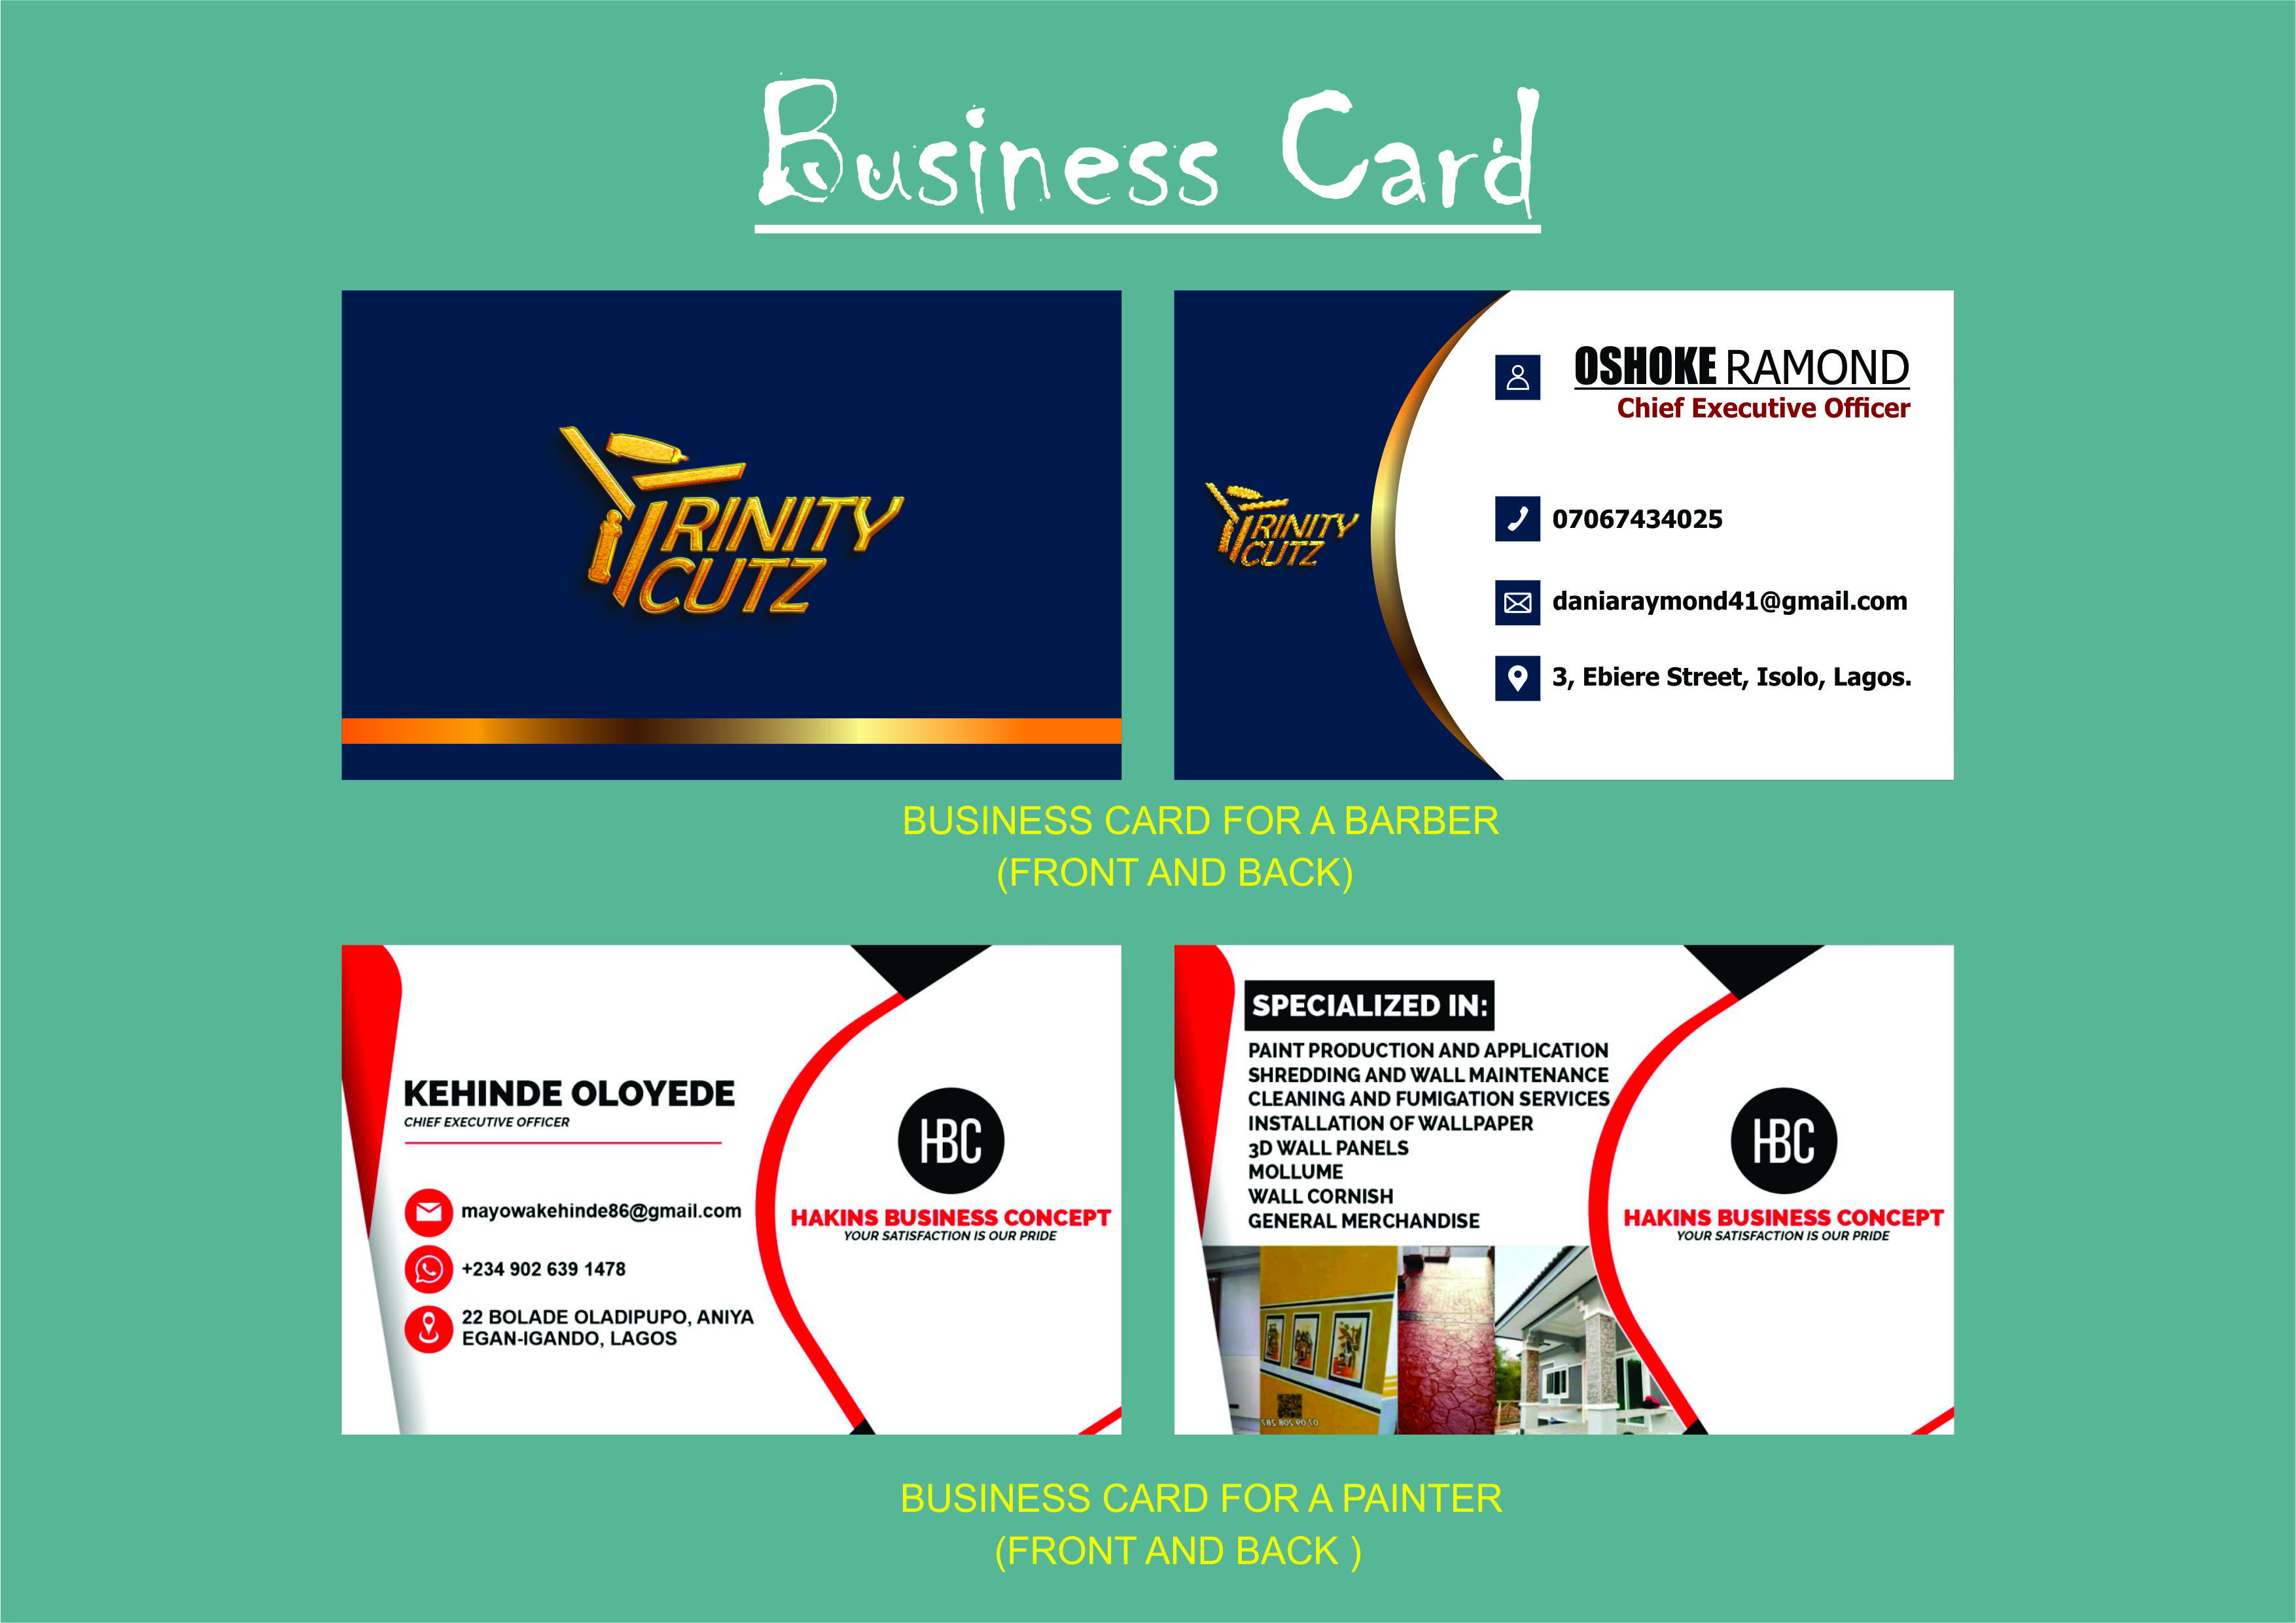 Business Card
TRINITY
CUTZ
TRINITY
CUTZ
OSHOKE RAMOND
Chief Executive Officer
07067434025
daniaraymond41@gmail.com
3, Ebiere Street, Isolo, Lagos.
BUSINESS CARD FOR A BARBER
(FRONT AND BACK)
KEHINDE OLOYEDE
CHIEF EXECUTIVE OFFICER
mayowakehinde86@gmail.com
+234 902 639 1478
22 BOLADE OLADIPUPO, ANIYA
EGAN-IGANDO, LAGOS
HBC
HAKINS BUSINESS CONCEPT
YOUR SATISFACTION IS OUR PRIDE
SPECIALIZED IN:
PAINT PRODUCTION AND APPLICATION
SHREDDING AND WALL MAINTENANCE
CLEANING AND FUMIGATION SERVICES
INSTALLATION OF WALLPAPER
3D WALL PANELS
MOLLUME
WALL CORNISH
GENERAL MERCHANDISE
HBC
HAKINS BUSINESS CONCEPT
YOUR SATISFACTION IS OUR PRIDE
BUSINESS CARD FOR A PAINTER
(FRONT AND BACK )